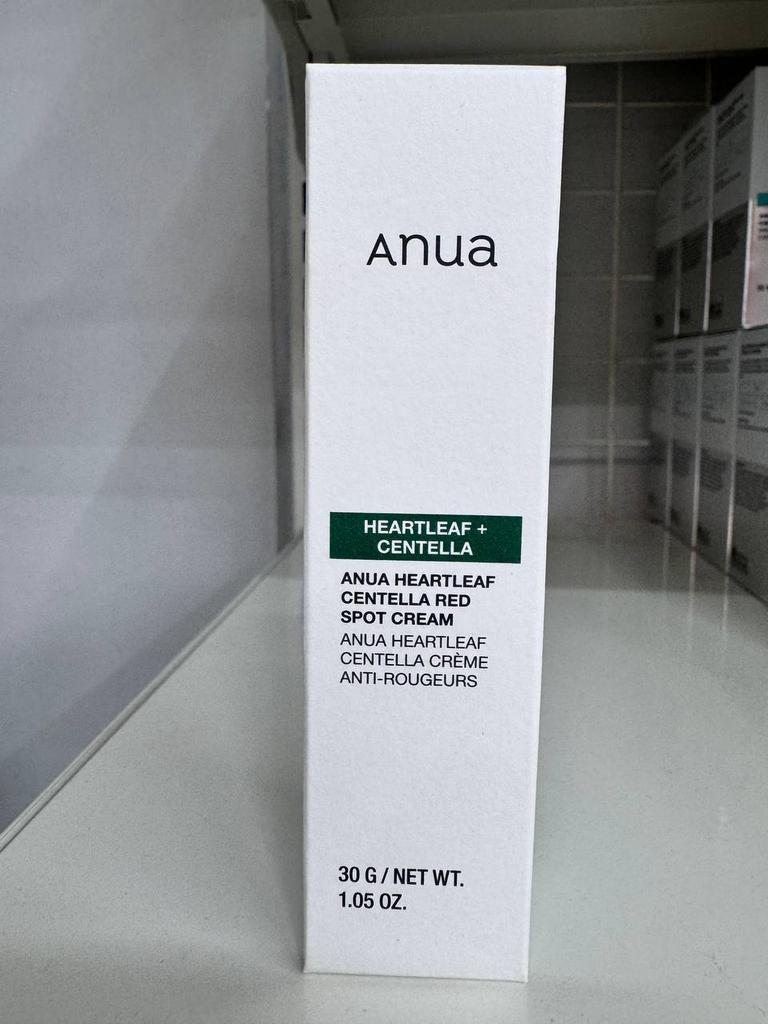 Anua
HEARTLEAF +
CENTELLA
ANUA HEARTLEAF
CENTELLA RED
SPOT CREAM
ANUA HEARTLEAF
CENTELLA CRÈME
ANTI-ROUGEURS
30 G / NET WT.
1.05 OZ.